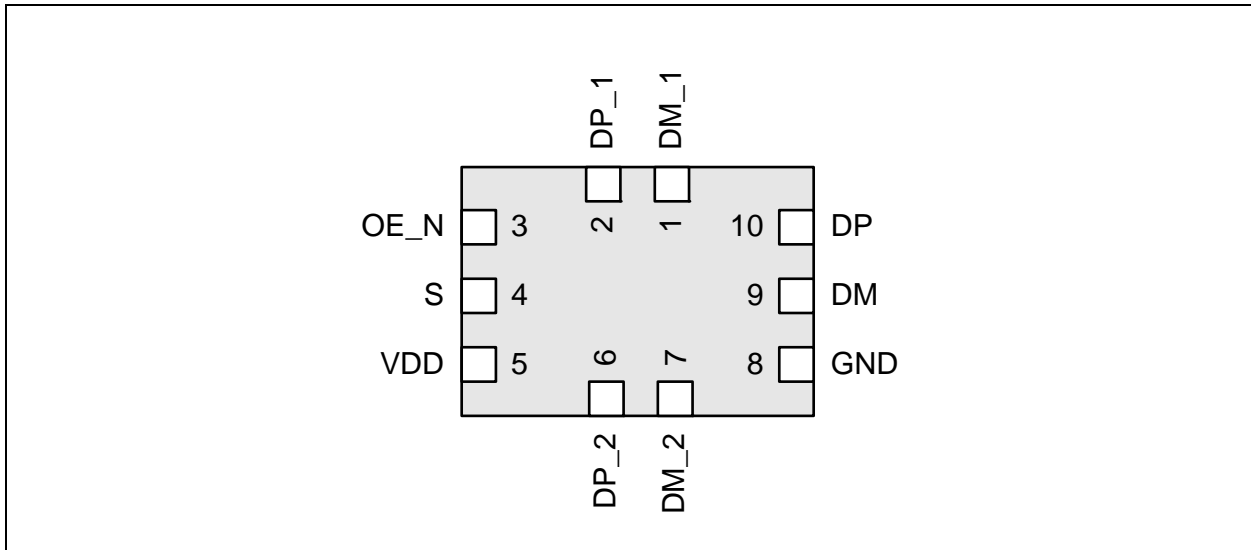 DP_1 DM_1
2 1
OE_N 3 10 DP
S 4 9 DM
VDD 5 6 7 8 GND
DP_2 DM_2